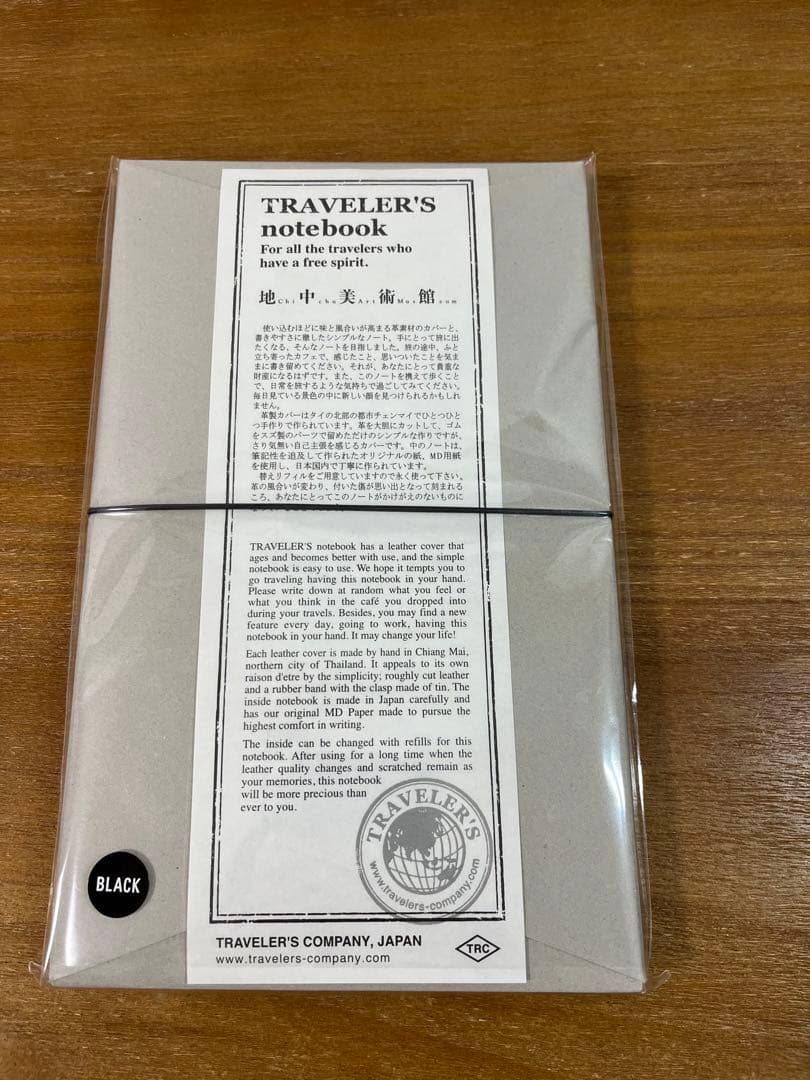 TRAVELER'S
notebook
For all the travelers who
have a free spirit.
地Chi中chu美Art術Mus館eum
使い込むほどに味と風合いが高まる革素材のカバーと、
書きやすさに徹したシンプルなノート。手にとって旅に出
たくなる、そんなノートを目指しました。旅の途中、ふと
立ち寄ったカフェで、感じたこと、思いついたことを気ま
まに書き留めてください。それが、あなたにとって貴重な
財産になるはずです。また、このノートを携えて歩くこと
で、日常を旅するような気持ちで過ごしてみてください。
毎日見ている景色の中に新しい顔を見つけられるかもしれ
ません。
革製カバーはタイの北部の都市チェンマイでひとつひと
つ手作りで作られています。革を大胆にカットして、ゴム
をスズ製のパーツで留めただけのシンプルな作りですが、
さり気無い自己主張を感じるカバーです。中のノートは、
筆記性を追及して作られたオリジナルの紙、MD用紙
を使用し、日本国内で丁寧に作られています。
替えリフィルをご用意していますので永く使って下さい。
革の風合いが変わり、付いた傷が思い出となって刻まれる
ころ、あなたにとってこのノートがかけがえのないものに
TRAVELER'S notebook has a leather cover that
ages and becomes better with use, and the simple
notebook is easy to use. We hope it tempts you to
go traveling having this notebook in your hand.
Please write down at random what you feel or
what you think in the café you dropped into
during your travels. Besides, you may find a new
feature every day, going to work, having this
notebook in your hand. It may change your life!
Each leather cover is made by hand in Chiang Mai,
northern city of Thailand. It appeals to its own
raison d'etre by the simplicity; roughly cut leather
and a rubber band with the clasp made of tin. The
inside notebook is made in Japan carefully and
has our original MD Paper made to pursue the
highest comfort in writing.
The inside can be changed with refills for this
notebook. After using for a long time when the
leather quality changes and scratched remain as
your memories, this notebook
will be more precious than
ever to you.
TRAVELER'S
www.travelers-company.com
BLACK
TRAVELER'S COMPANY, JAPAN
www.travelers-company.com
TRC